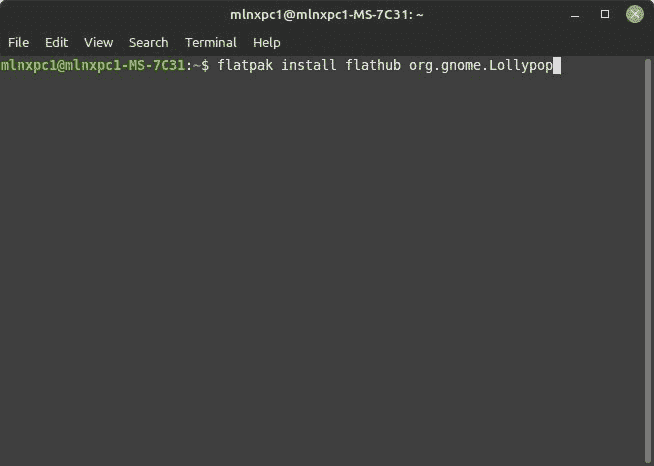 mlnxpc1@mlnxpc1-MS-7C31: ~
File Edit View Search Terminal Help
mlnxpc1@mlnxpc1-MS-7C31:~$ flatpak install flathub org.gnome.Lollypop